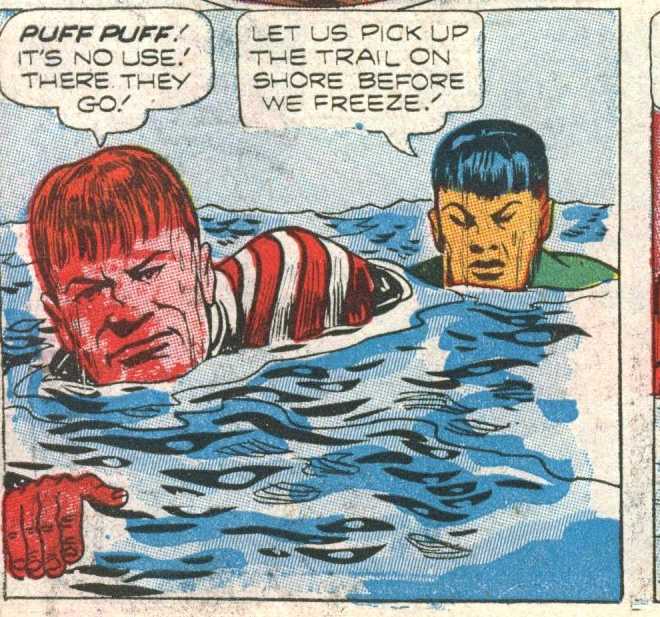 PUFF PUFF!
IT'S NO USE!
THERE THEY
GO!
LET US PICK UP
THE TRAIL ON
SHORE BEFORE
WE FREEZE!